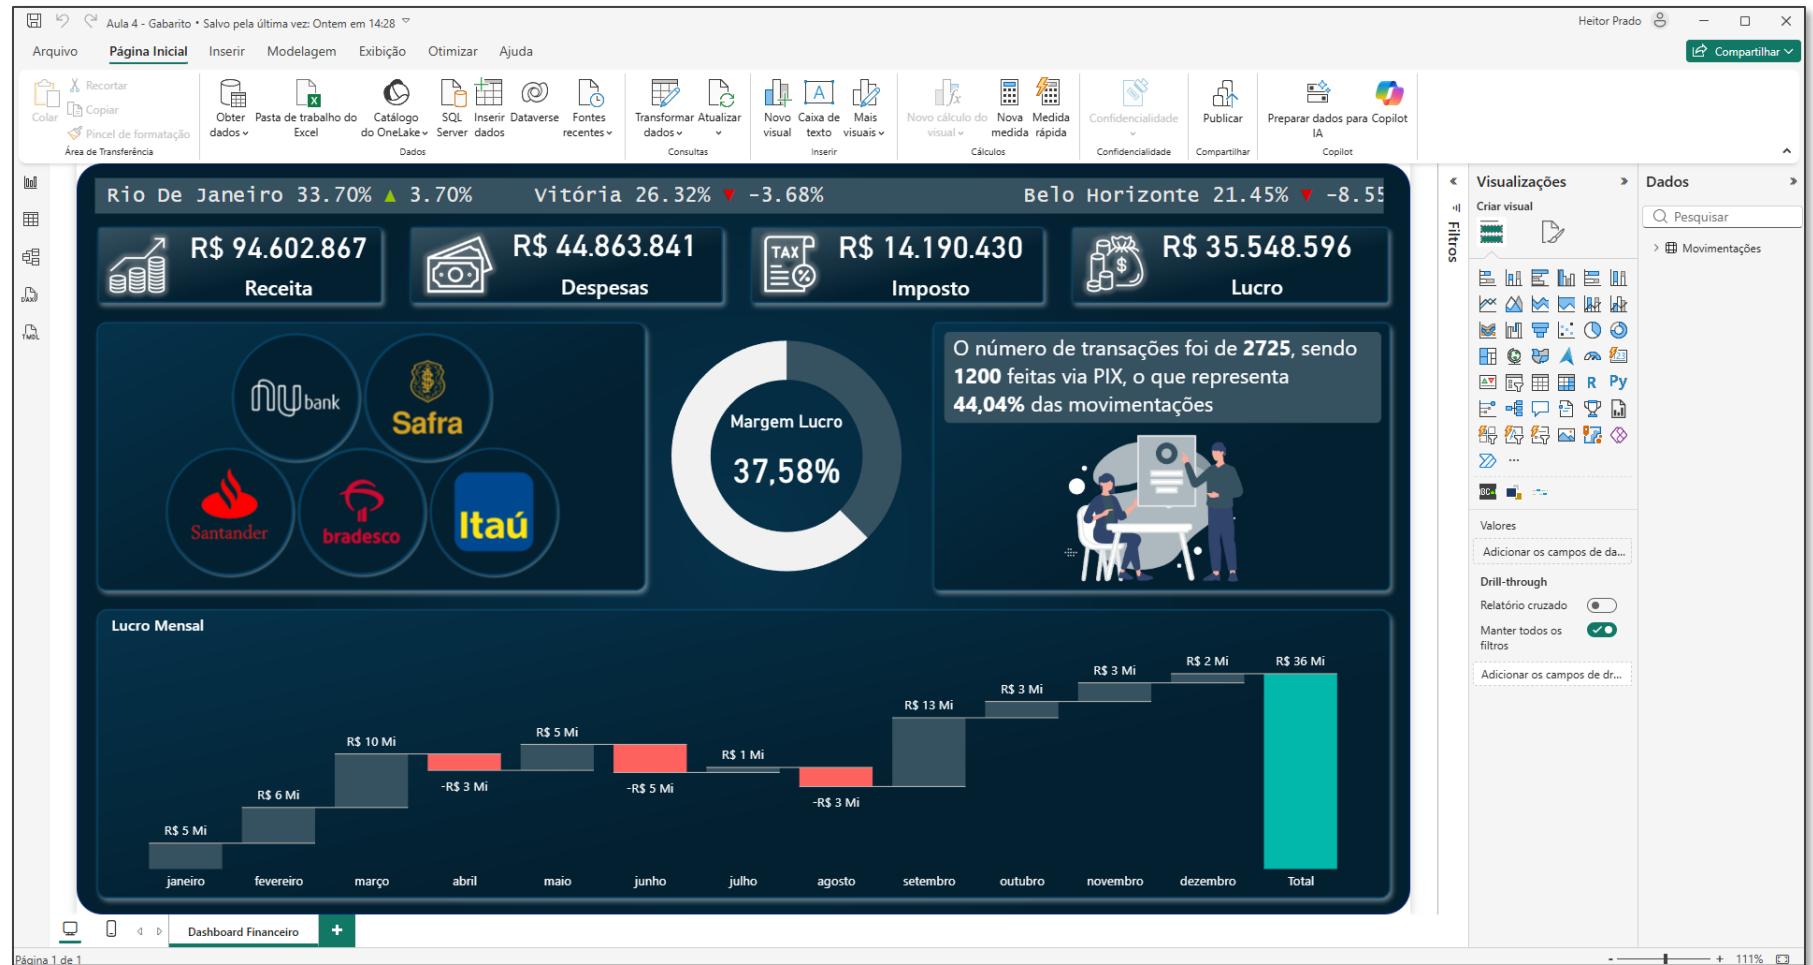 Aula 4 - Gabarito • Salvo pela última vez: Ontem em 14:28
Heitor Prado
Arquivo Página Inicial Inserir Modelagem Exibição Otimizar Ajuda
Compartilhar
Colar
Recortar
Copiar
Pincel de formatação
Área de Transferência
Obter dados
Pasta de trabalho do Excel
Catálogo do OneLake
SQL Server
Inserir dados
Dataverse
Fontes recentes
Dados
Transformar dados
Atualizar
Consultas
Novo visual
Caixa de texto
Mais visuais
Inserir
Novo cálculo do visual
Nova medida
Medida rápida
Cálculos
Confidencialidade
Confidencialidade
Publicar
Compartilhar
Preparar dados para IA
Copilot
Copilot
Rio De Janeiro 33.70% ▲ 3.70% Vitória 26.32% ▼ -3.68% Belo Horizonte 21.45% ▼ -8.55
R$ 94.602.867
Receita
R$ 44.863.841
Despesas
TAX
R$ 14.190.430
Imposto
R$ 35.548.596
Lucro
nu bank
Safra
Santander
bradesco
Itaú
Margem Lucro
37,58%
O número de transações foi de 2725, sendo
1200 feitas via PIX, o que representa
44,04% das movimentações
Lucro Mensal
R$ 5 Mi
R$ 6 Mi
R$ 10 Mi
-R$ 3 Mi
R$ 5 Mi
-R$ 5 Mi
R$ 1 Mi
-R$ 3 Mi
R$ 13 Mi
R$ 3 Mi
R$ 3 Mi
R$ 2 Mi
R$ 36 Mi
janeiro fevereiro março abril maio junho julho agosto setembro outubro novembro dezembro Total
Filtros
Visualizações
Criar visual
R Py
Valores
Adicionar os campos de da...
Drill-through
Relatório cruzado
Manter todos os
filtros
Adicionar os campos de dr...
Dados
Pesquisar
Movimentações
DAX
TMDL
Dashboard Financeiro
Página 1 de 1
111%